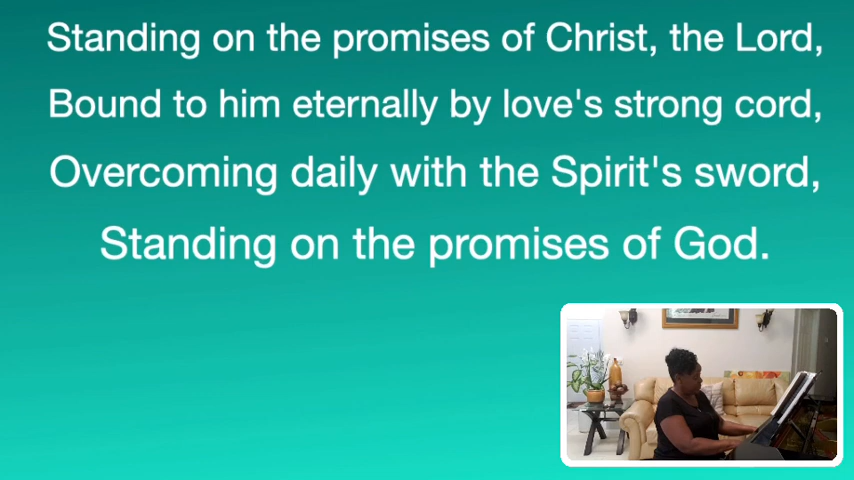 Standing on the promises of Christ, the Lord,
Bound to him eternally by love's strong cord,
Overcoming daily with the Spirit's sword,
Standing on the promises of God.